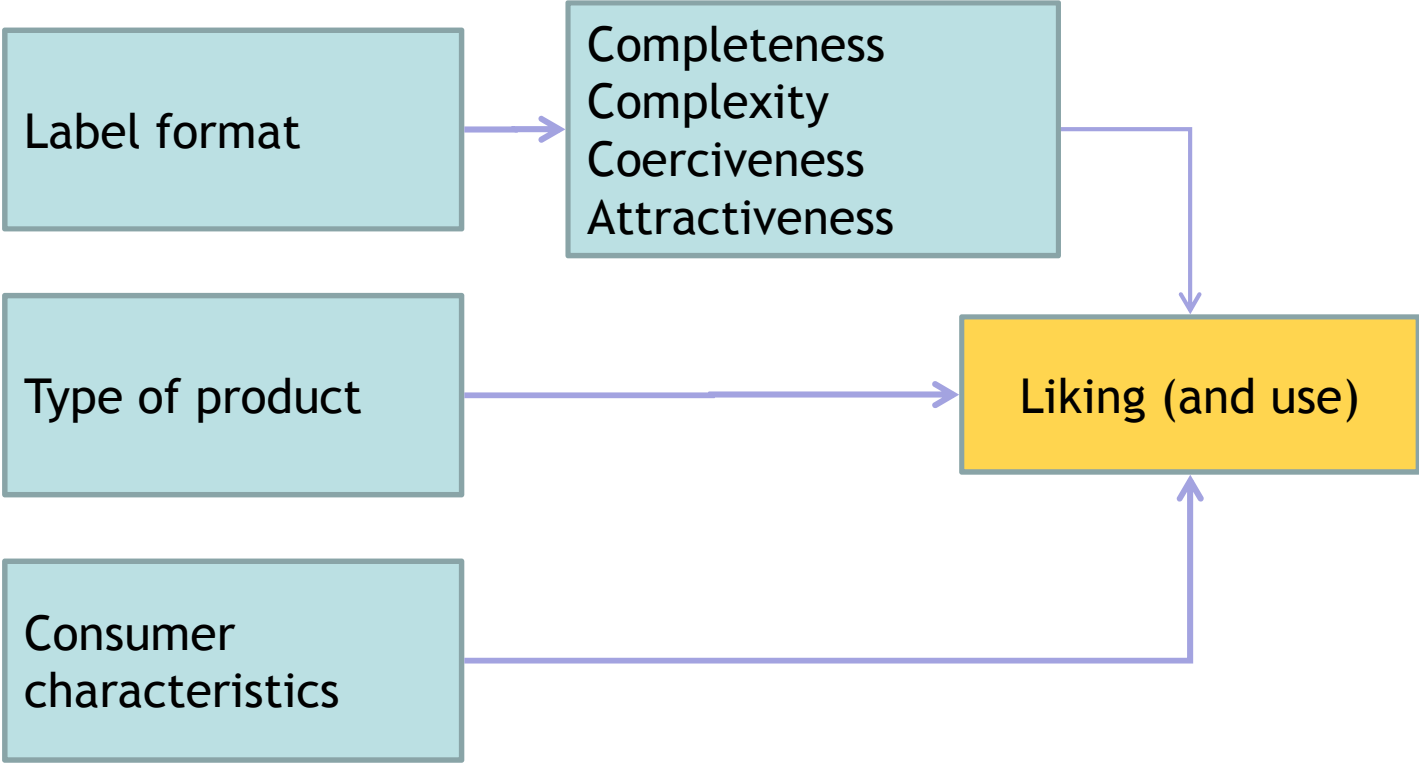 Label format
Completeness
Complexity
Coerciveness
Attractiveness
Type of product
Liking (and use)
Consumer
characteristics